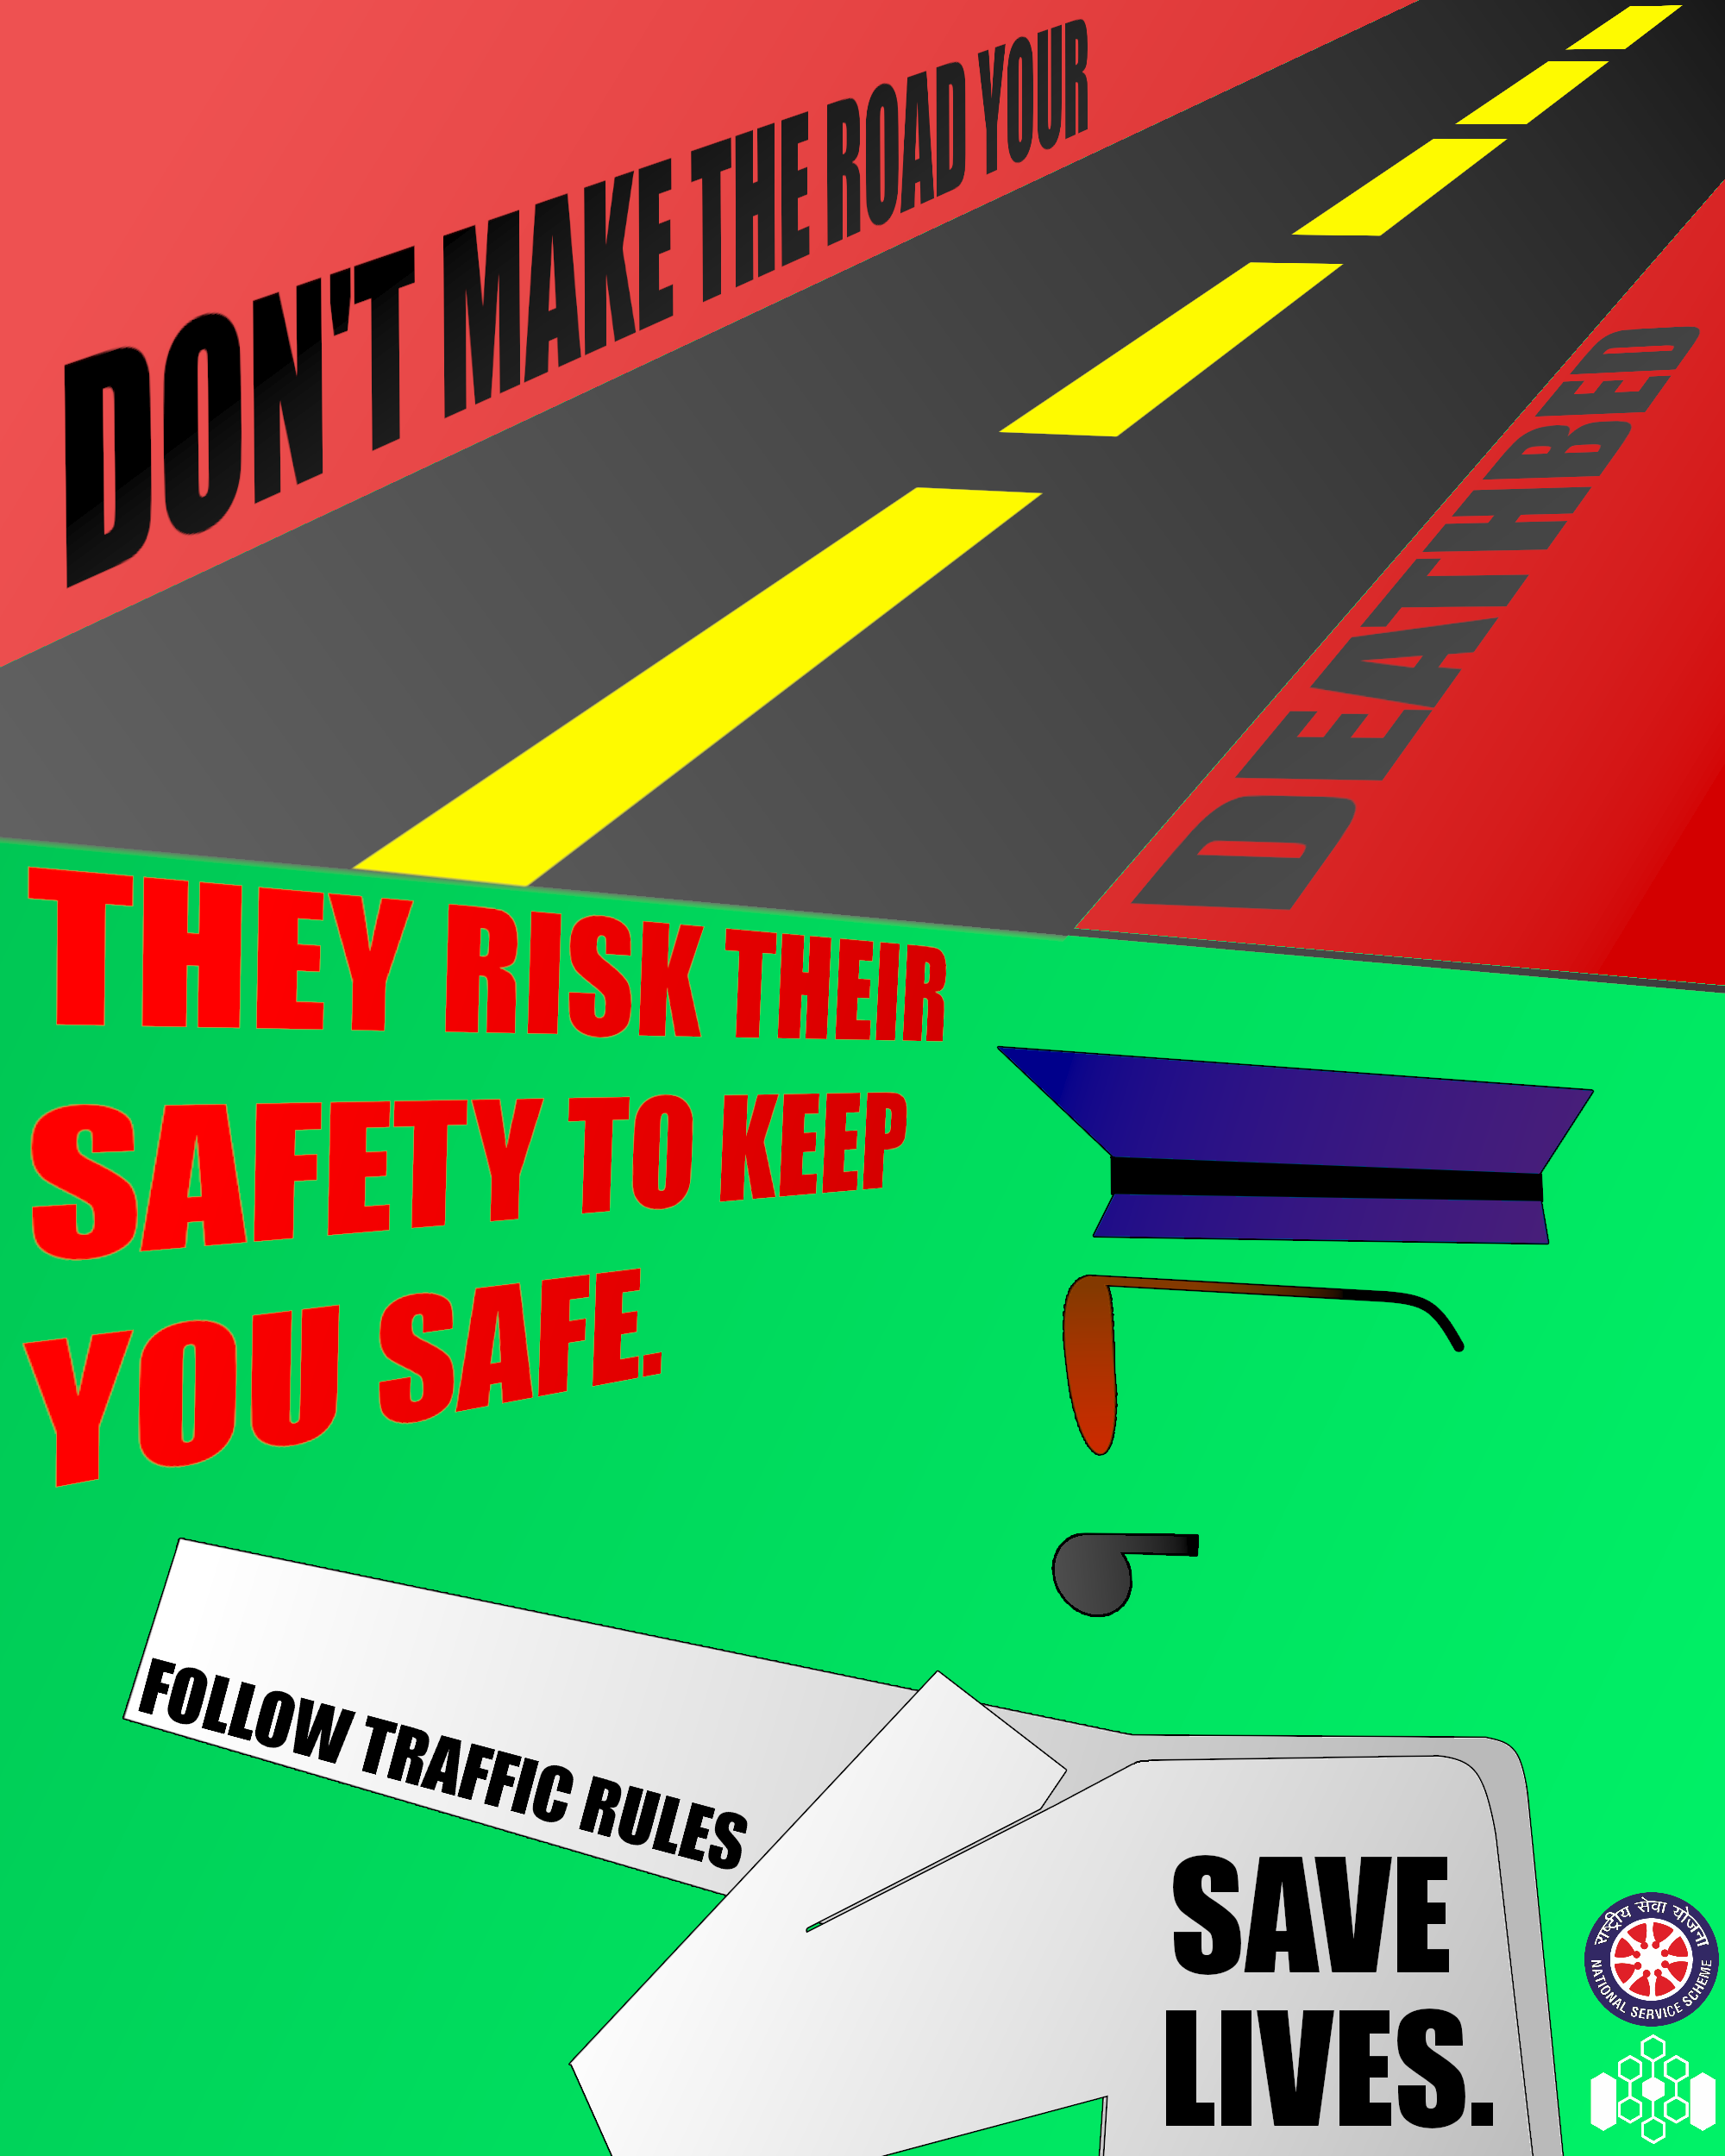 DON'T MAKE THE ROAD YOUR
DEATHBED
THEY RISK THEIR
SAFETY TO KEEP
YOU SAFE.
FOLLOW TRAFFIC RULES
SAVE
LIVES.
राष्ट्रीय सेवा योजना
NATIONAL SERVICE SCHEME